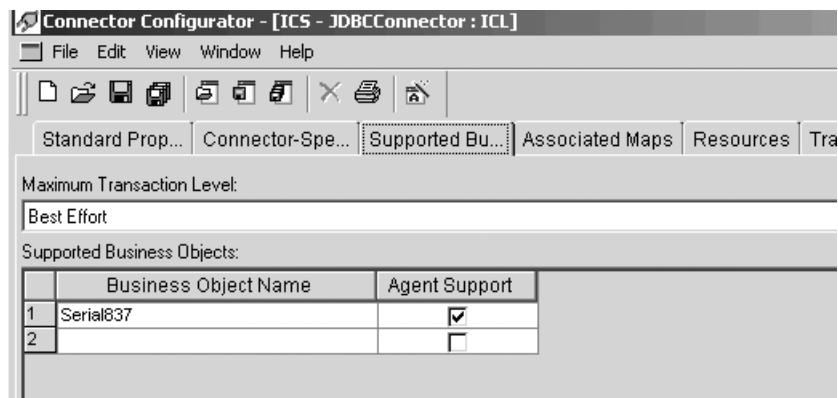 Connector Configurator - [ICS - JDBCConnector : ICL]
File Edit View Window Help
Standard Prop... Connector-Spe... Supported Bu... Associated Maps Resources Tra
Maximum Transaction Level:
Best Effort
Supported Business Objects:
Business Object Name Agent Support
1 Serial837
2